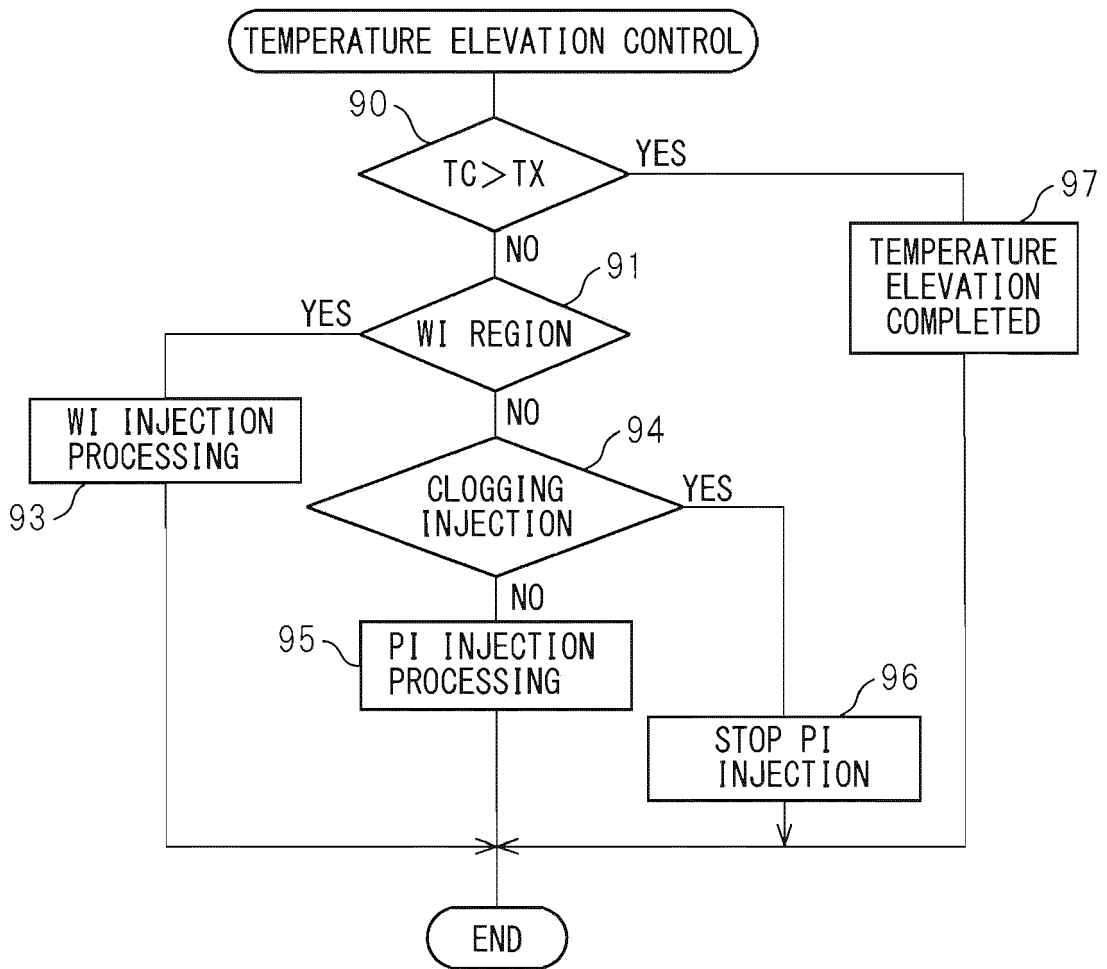 TEMPERATURE ELEVATION CONTROL
90
TC＞TX
YES
97
TEMPERATURE
ELEVATION
COMPLETED
NO
91
YES
WI REGION
WI INJECTION
PROCESSING
93
NO
94
CLOGGING
INJECTION
YES
NO
95
PI INJECTION
PROCESSING
96
STOP PI
INJECTION
END